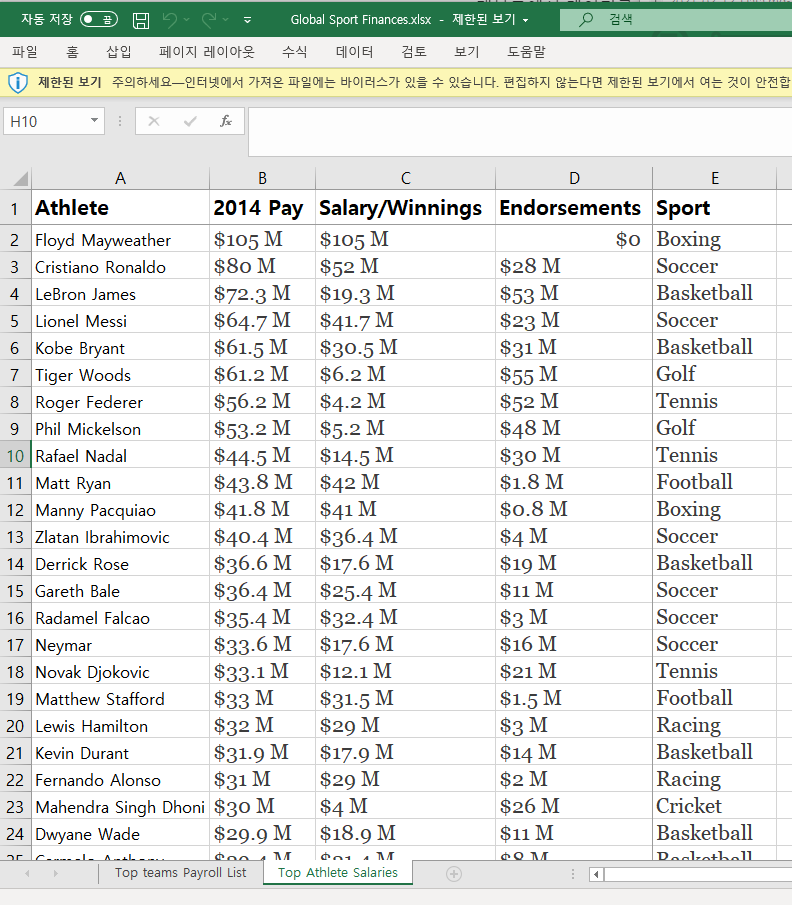 자동 저장 끔 Global Sport Finances.xlsx - 제한된 보기 검색
파일 홈 삽입 페이지 레이아웃 수식 데이터 검토 보기 도움말
제한된 보기 주의하세요—인터넷에서 가져온 파일에는 바이러스가 있을 수 있습니다. 편집하지 않는다면 제한된 보기에서 여는 것이 안전합
H10 fx
A B C D E
1 Athlete 2014 Pay Salary/Winnings Endorsements Sport
2 Floyd Mayweather $105 M $105 M $0 Boxing
3 Cristiano Ronaldo $80 M $52 M $28 M Soccer
4 LeBron James $72.3 M $19.3 M $53 M Basketball
5 Lionel Messi $64.7 M $41.7 M $23 M Soccer
6 Kobe Bryant $61.5 M $30.5 M $31 M Basketball
7 Tiger Woods $61.2 M $6.2 M $55 M Golf
8 Roger Federer $56.2 M $4.2 M $52 M Tennis
9 Phil Mickelson $53.2 M $5.2 M $48 M Golf
10 Rafael Nadal $44.5 M $14.5 M $30 M Tennis
11 Matt Ryan $43.8 M $42 M $1.8 M Football
12 Manny Pacquiao $41.8 M $41 M $0.8 M Boxing
13 Zlatan Ibrahimovic $40.4 M $36.4 M $4 M Soccer
14 Derrick Rose $36.6 M $17.6 M $19 M Basketball
15 Gareth Bale $36.4 M $25.4 M $11 M Soccer
16 Radamel Falcao $35.4 M $32.4 M $3 M Soccer
17 Neymar $33.6 M $17.6 M $16 M Soccer
18 Novak Djokovic $33.1 M $12.1 M $21 M Tennis
19 Matthew Stafford $33 M $31.5 M $1.5 M Football
20 Lewis Hamilton $32 M $29 M $3 M Racing
21 Kevin Durant $31.9 M $17.9 M $14 M Basketball
22 Fernando Alonso $31 M $29 M $2 M Racing
23 Mahendra Singh Dhoni $30 M $4 M $26 M Cricket
24 Dwyane Wade $29.9 M $18.9 M $11 M Basketball
Top teams Payroll List Top Athlete Salaries